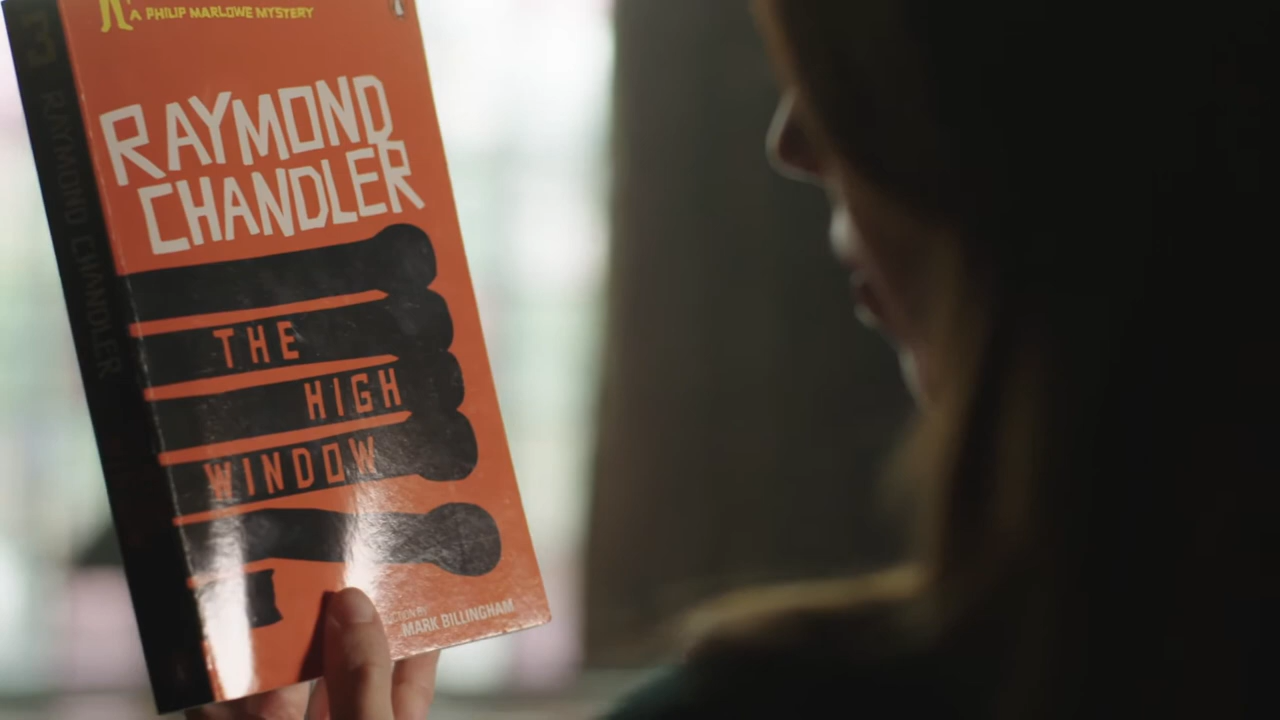 A PHILIP MARLOWE MYSTERY
RAYMOND
CHANDLER
THE
HIGH
WINDOW
MARK BILLINGHAM
RAYMOND CHANDLER